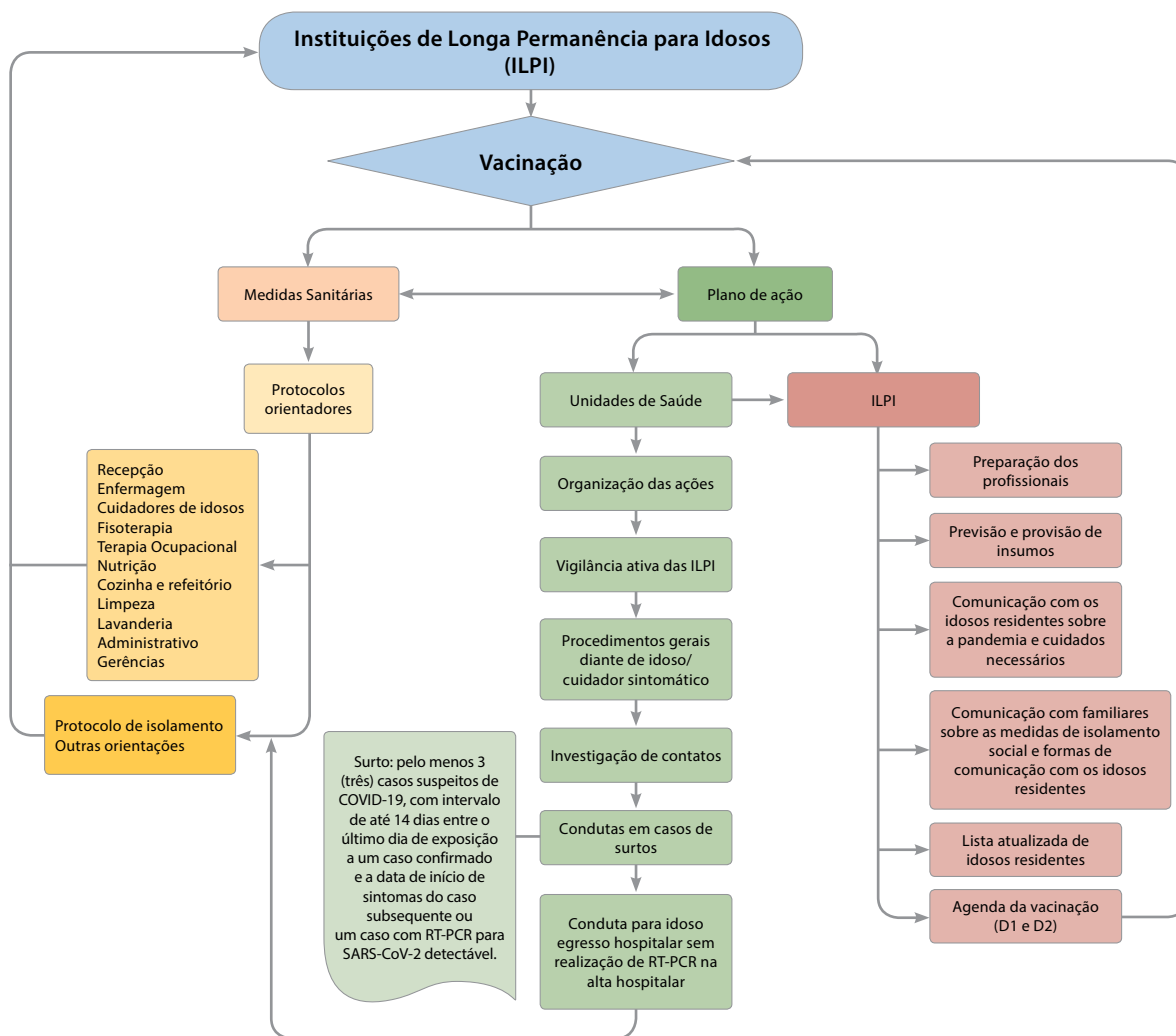 Instituições de Longa Permanência para Idosos
(ILPI)
Vacinação
Medidas Sanitárias
Plano de ação
Protocolos
orientadores
Unidades de Saúde
ILPI
Recepção
Enfermagem
Cuidadores de idosos
Fisoterapia
Terapia Ocupacional
Nutrição
Cozinha e refeitório
Limpeza
Lavanderia
Administrativo
Gerências
Protocolo de isolamento
Outras orientações
Organização das ações
Vigilância ativa das ILPI
Procedimentos gerais
diante de idoso/
cuidador sintomático
Investigação de contatos
Condutas em casos de
surtos
Conduta para idoso
egresso hospitalar sem
realização de RT-PCR na
alta hospitalar
Surto: pelo menos 3
(três) casos suspeitos de
COVID-19, com intervalo
de até 14 dias entre o
último dia de exposição
a um caso confirmado
e a data de início de
sintomas do caso
subsequente ou
um caso com RT-PCR para
SARS-CoV-2 detectável.
Preparação dos
profissionais
Previsão e provisão de
insumos
Comunicação com os
idosos residentes sobre
a pandemia e cuidados
necessários
Comunicação com familiares
sobre as medidas de isolamento
social e formas de
comunicação com os idosos
residentes
Lista atualizada de
idosos residentes
Agenda da vacinação
(D1 e D2)